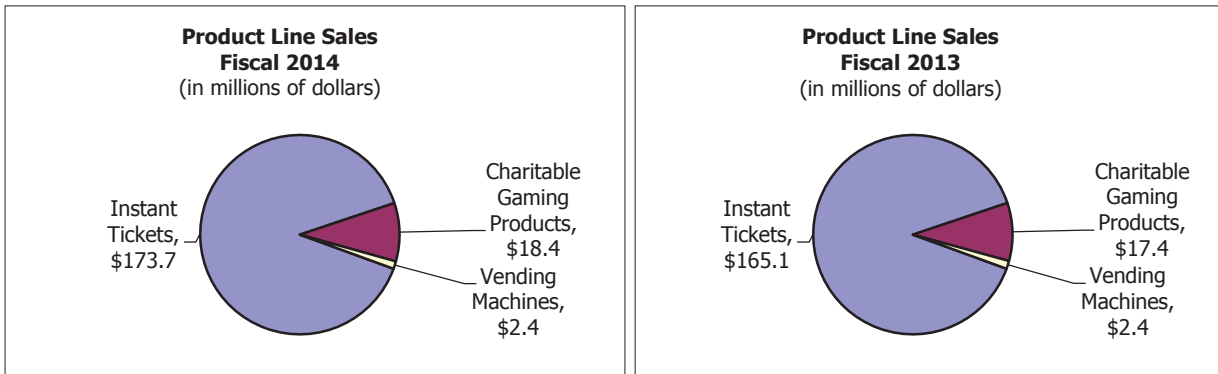 Product Line Sales
Fiscal 2014
(in millions of dollars)
Instant
Tickets,
$173.7
Charitable
Gaming
Products,
$18.4
Vending
Machines,
$2.4
Product Line Sales
Fiscal 2013
(in millions of dollars)
Instant
Tickets,
$165.1
Charitable
Gaming
Products,
$17.4
Vending
Machines,
$2.4